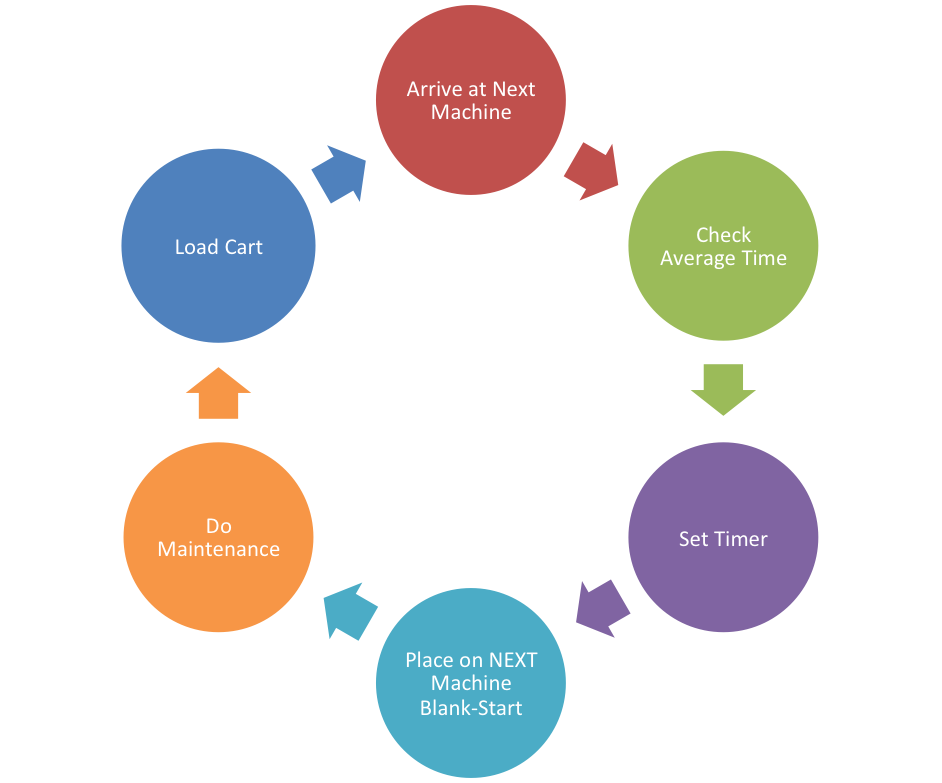 Arrive at Next
Machine
Check
Average Time
Set Timer
Place on NEXT
Machine
Blank-Start
Do
Maintenance
Load Cart